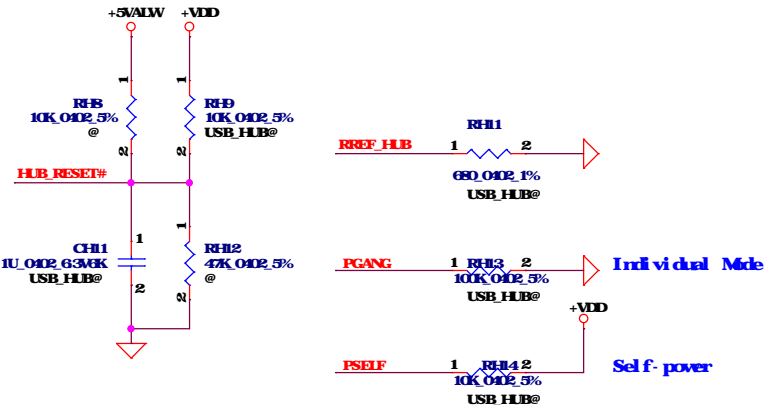 +5VALW
+VDD
1
1
RH8
10K_0402_5%
@
RH9
10K_0402_5%
USB_HUB@
2
2
HUB_RESET#
1
1
CH11
1U_0402_6.3V6K
USB_HUB@
RH12
47K_0402_5%
@
2
2
RH11
RREF_HUB 1 2
680_0402_1%
USB_HUB@
PGANG 1 RH13 2
100K_0402_5%
USB_HUB@
Individual Mode
+VDD
PSELF 1 RH14 2
10K_0402_5%
USB_HUB@
Self-power